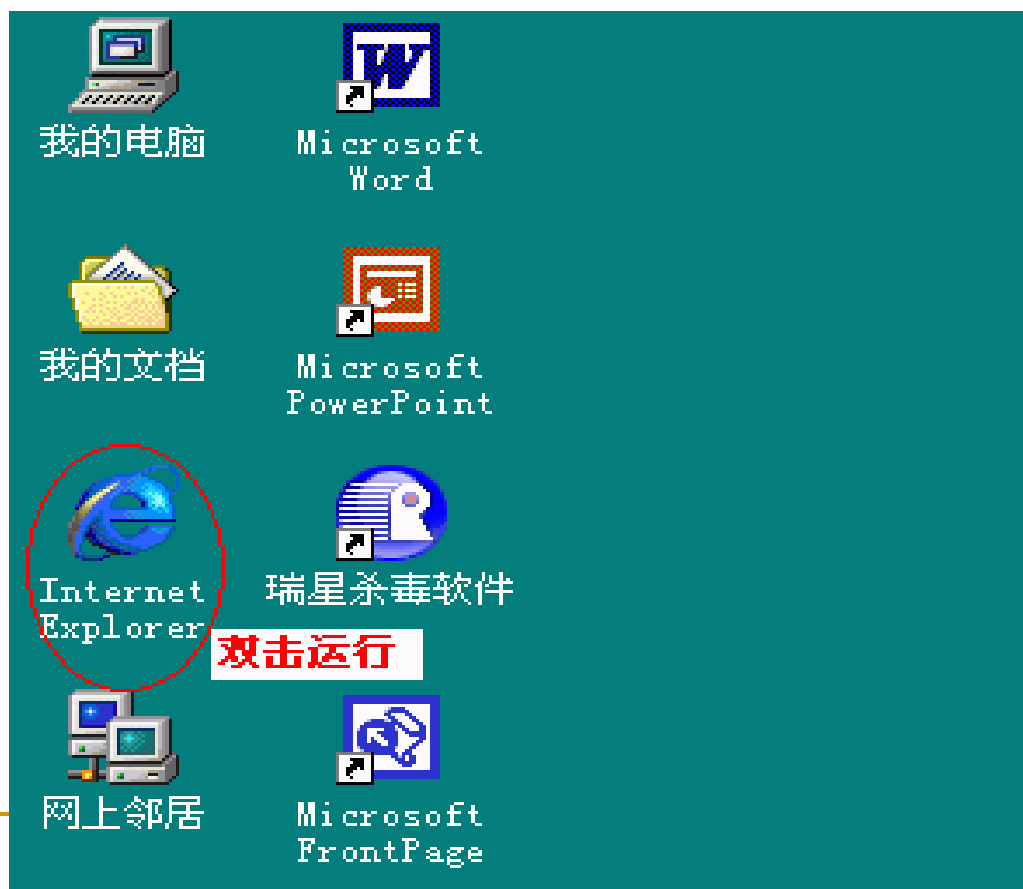 我的电脑
Microsoft
Word
我的文档
Microsoft
PowerPoint
Internet
Explorer
瑞星杀毒软件
双击运行
网上邻居
Microsoft
FrontPage